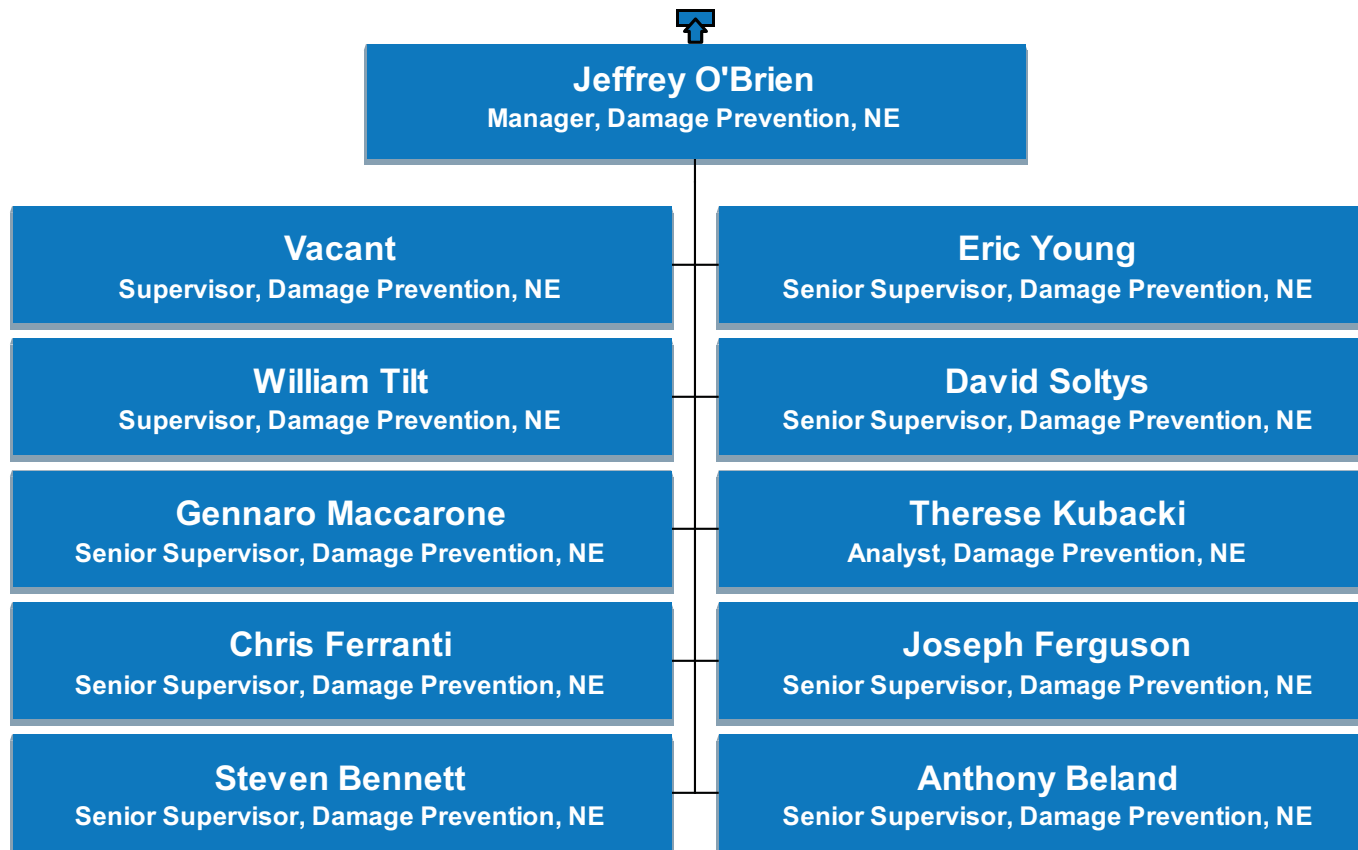 Jeffrey O'Brien
Manager, Damage Prevention, NE
Vacant
Supervisor, Damage Prevention, NE
Eric Young
Senior Supervisor, Damage Prevention, NE
William Tilt
Supervisor, Damage Prevention, NE
David Soltys
Senior Supervisor, Damage Prevention, NE
Gennaro Maccarone
Senior Supervisor, Damage Prevention, NE
Therese Kubacki
Analyst, Damage Prevention, NE
Chris Ferranti
Senior Supervisor, Damage Prevention, NE
Joseph Ferguson
Senior Supervisor, Damage Prevention, NE
Steven Bennett
Senior Supervisor, Damage Prevention, NE
Anthony Beland
Senior Supervisor, Damage Prevention, NE